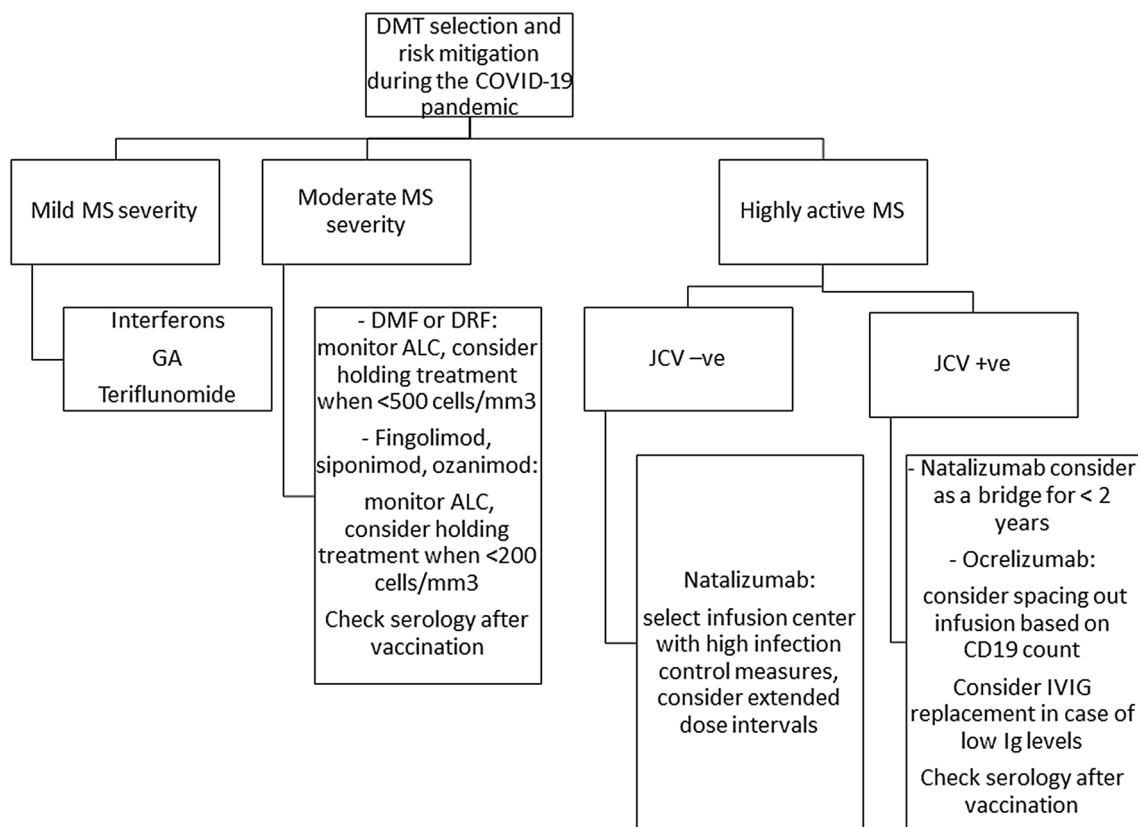 DMT selection and
risk mitigation
during the COVID-19
pandemic
Mild MS severity
Moderate MS
severity
Highly active MS
Interferons
GA
Teriflunomide
- DMF or DRF:
monitor ALC, consider
holding treatment
when <500 cells/mm3
- Fingolimod,
siponimod, ozanimod:
monitor ALC,
consider holding
treatment when <200
cells/mm3
Check serology after
vaccination
JCV –ve
JCV +ve
Natalizumab:
select infusion center
with high infection
control measures,
consider extended
dose intervals
- Natalizumab consider
as a bridge for < 2
years
- Ocrelizumab:
consider spacing out
infusion based on
CD19 count
Consider IVIG
replacement in case of
low Ig levels
Check serology after
vaccination